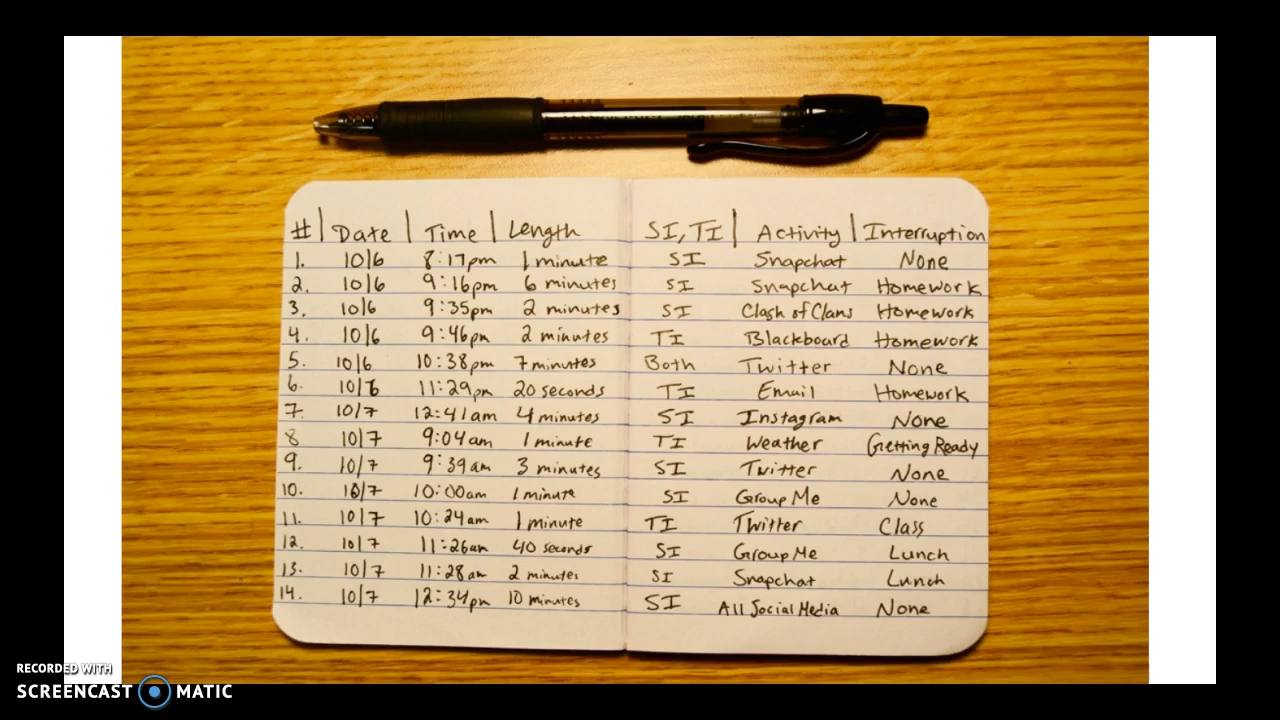 # | Date | Time | Length SI, TI | Activity | Interruption
1. 10/6 8:17pm 1 minute SI Snapchat None
2. 10/6 9:16pm 6 minutes SI Snapchat Homework
3. 10/6 9:35pm 2 minutes SI Clash of Clans Homework
4. 10/6 9:46pm 2 minutes TI Blackboard Homework
5. 10/6 10:38pm 7 minutes Both Twitter None
6. 10/6 11:29pm 20 seconds TI Email Homework
7. 10/7 12:41am 4 minutes SI Instagram None
8 10/7 9:04am 1 minute TI Weather Getting Ready
9. 10/7 9:39am 3 minutes SI Twitter None
10. 10/7 10:00am 1 minute SI GroupMe None
11. 10/7 10:24am 1 minute TI Twitter Class
12. 10/7 11:26am 40 seconds SI GroupMe Lunch
13. 10/7 11:28am 2 minutes SI Snapchat Lunch
14. 10/7 12:34pm 10 minutes SI All Social Media None
RECORDED WITH
SCREENCAST MATIC